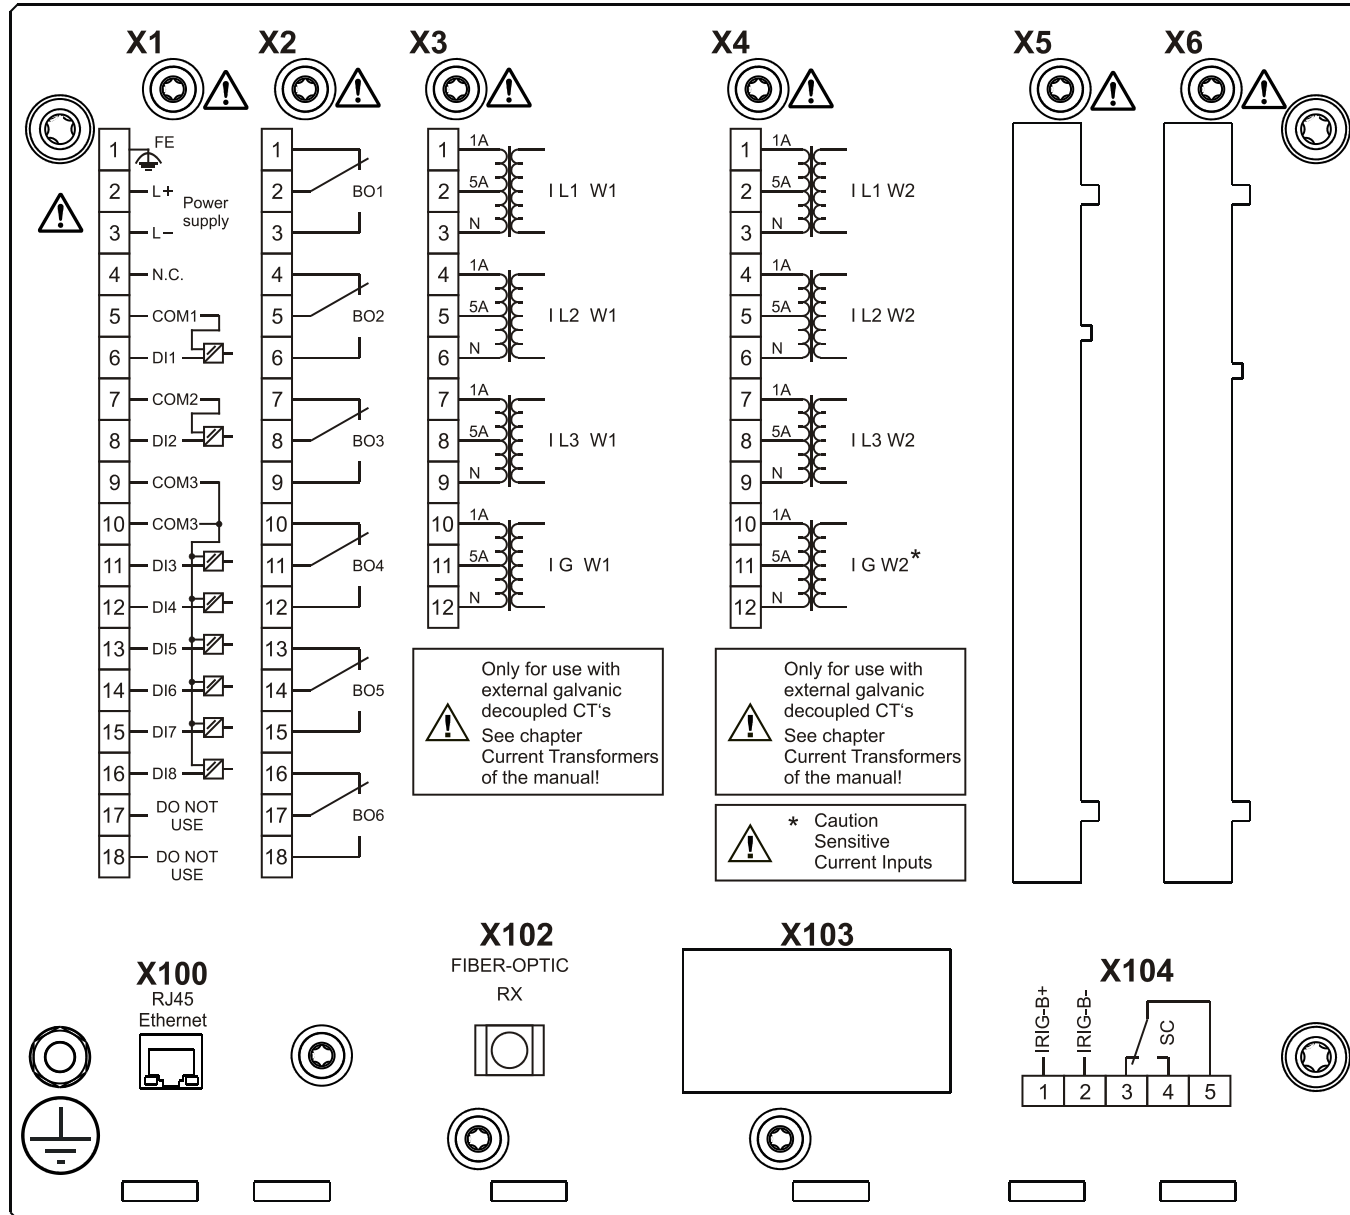 X1
X2
X3
X4
X5
X6
1 FE
2 L+
Power
supply
3 L−
4 N.C.
5 COM1
6 DI1
7 COM2
8 DI2
9 COM3
10 COM3
11 DI3
12 DI4
13 DI5
14 DI6
15 DI7
16 DI8
17 DO NOT
USE
18 DO NOT
USE
1
2 BO1
3
4
5 BO2
6
7
8 BO3
9
10
11 BO4
12
13
14 BO5
15
16
17 BO6
18
1 1A
2 5A I L1 W1
3 N
4 1A
5 5A I L2 W1
6 N
7 1A
8 5A I L3 W1
9 N
10 1A
11 5A I G W1
12 N
Only for use with
external galvanic
decoupled CT‘s
See chapter
Current Transformers
of the manual!
1 1A
2 5A I L1 W2
3 N
4 1A
5 5A I L2 W2
6 N
7 1A
8 5A I L3 W2
9 N
10 1A
11 5A I G W2*
12 N
Only for use with
external galvanic
decoupled CT‘s
See chapter
Current Transformers
of the manual!
* Caution
Sensitive
Current Inputs
X100
RJ45
Ethernet
X102
FIBER-OPTIC
RX
X103
X104
IRIG-B+
IRIG-B-
SC
1 2 3 4 5